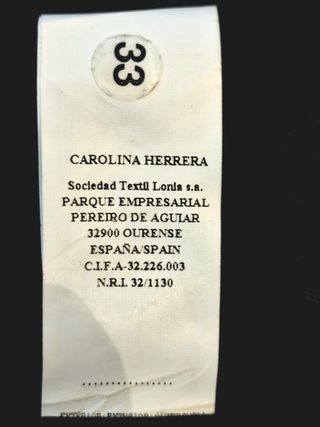 33
CAROLINA HERRERA
Sociedad Textil Lonia s.a.
PARQUE EMPRESARIAL
PEREIRO DE AGUIAR
32900 OURENSE
ESPAÑA/SPAIN
C.I.F.A-32.226.003
N.R.I. 32/1130